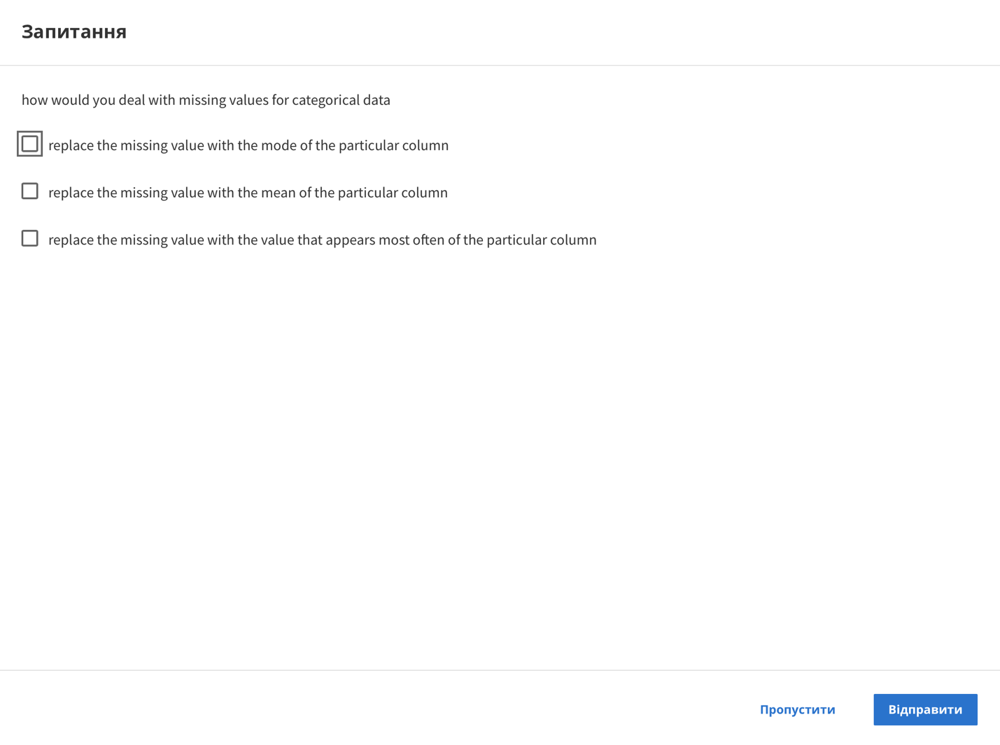 Запитання
how would you deal with missing values for categorical data
replace the missing value with the mode of the particular column
replace the missing value with the mean of the particular column
replace the missing value with the value that appears most often of the particular column
Пропустити
Відправити